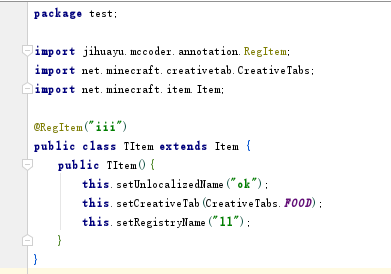 package test;
import jihuayu.mccoder.annotation.RegItem;
import net.minecraft.creativetab.CreativeTabs;
import net.minecraft.item.Item;
@RegItem("iii")
public class TItem extends Item {
public TItem(){
this.setUnlocalizedName("ok");
this.setCreativeTab(CreativeTabs.FOOD);
this.setRegistryName("ll");
}
}